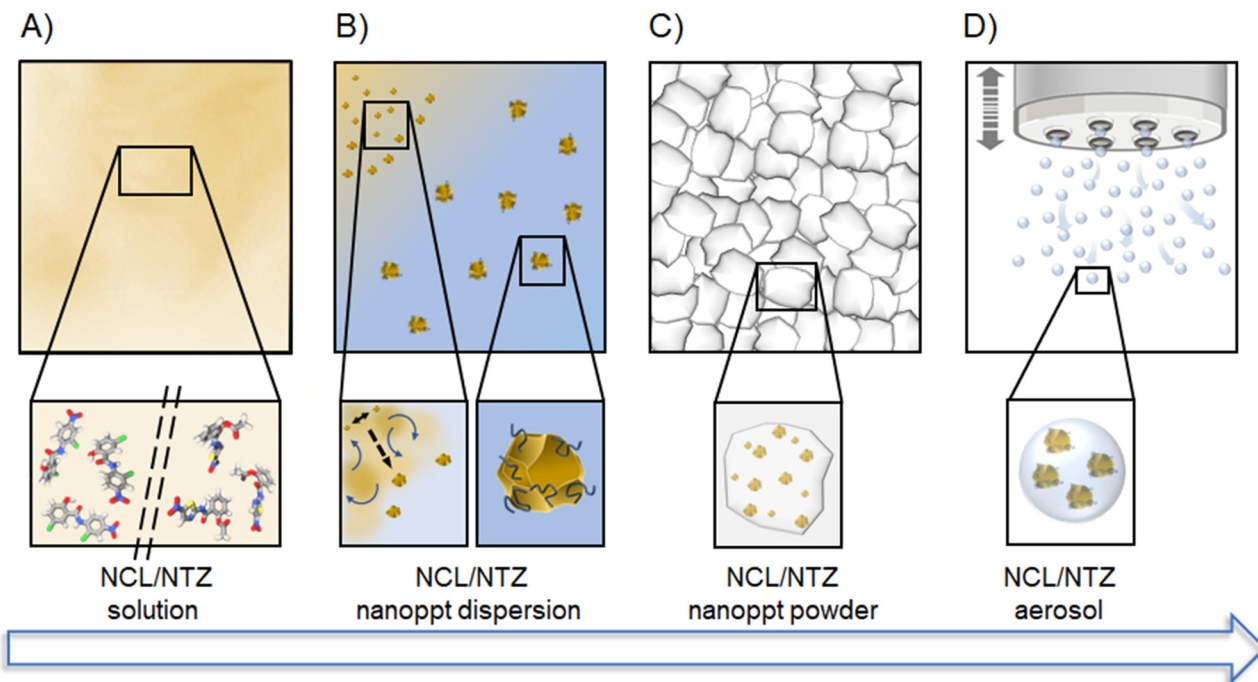 A)
B)
C)
D)
NCL/NTZ
solution
NCL/NTZ
nanoppt dispersion
NCL/NTZ
nanoppt powder
NCL/NTZ
aerosol